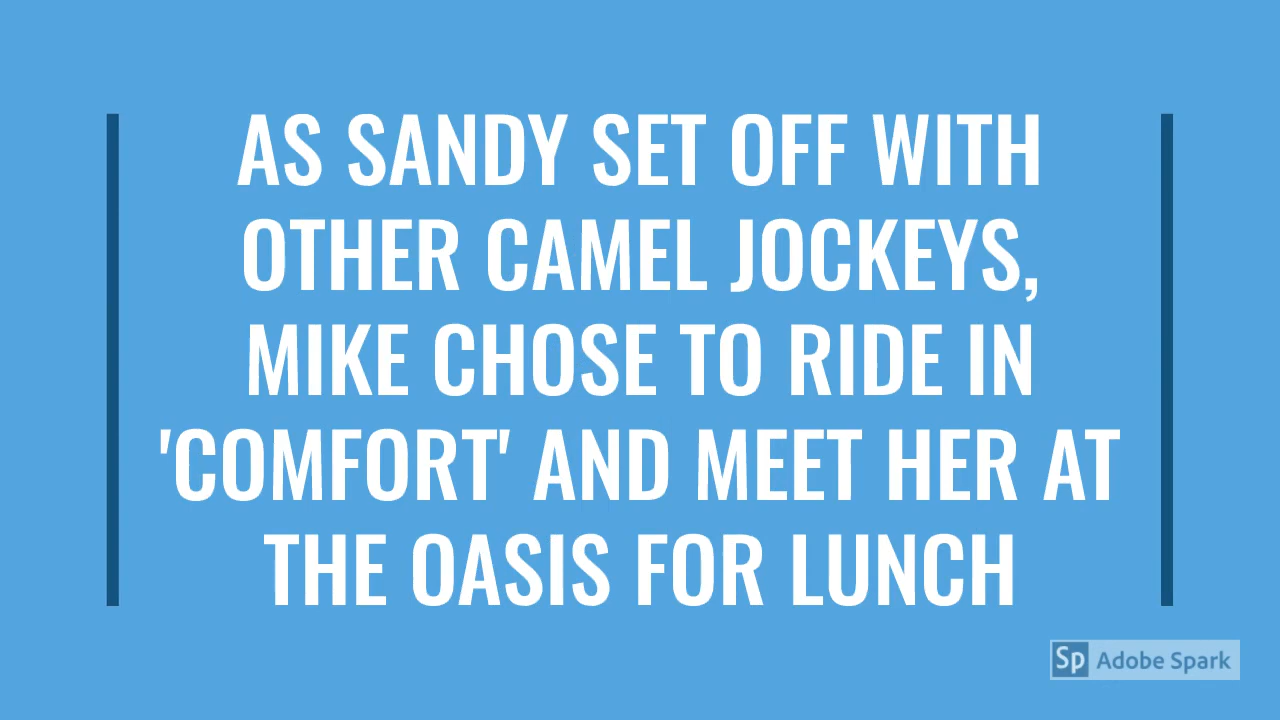 AS SANDY SET OFF WITH
OTHER CAMEL JOCKEYS,
MIKE CHOSE TO RIDE IN
'COMFORT' AND MEET HER AT
THE OASIS FOR LUNCH
Sp Adobe Spark